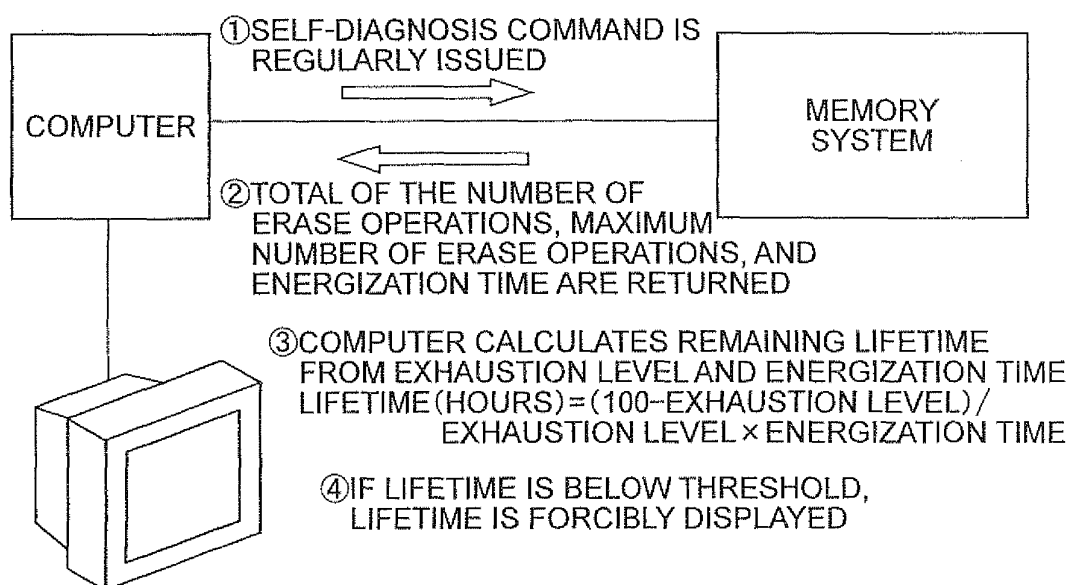 ①SELF-DIAGNOSIS COMMAND IS
REGULARLY ISSUED
COMPUTER
MEMORY
SYSTEM
②TOTAL OF THE NUMBER OF
ERASE OPERATIONS, MAXIMUM
NUMBER OF ERASE OPERATIONS, AND
ENERGIZATION TIME ARE RETURNED
③COMPUTER CALCULATES REMAINING LIFETIME
FROM EXHAUSTION LEVEL AND ENERGIZATION TIME
LIFETIME(HOURS)=(100-EXHAUSTION LEVEL)/
EXHAUSTION LEVEL×ENERGIZATION TIME
④IF LIFETIME IS BELOW THRESHOLD,
LIFETIME IS FORCIBLY DISPLAYED